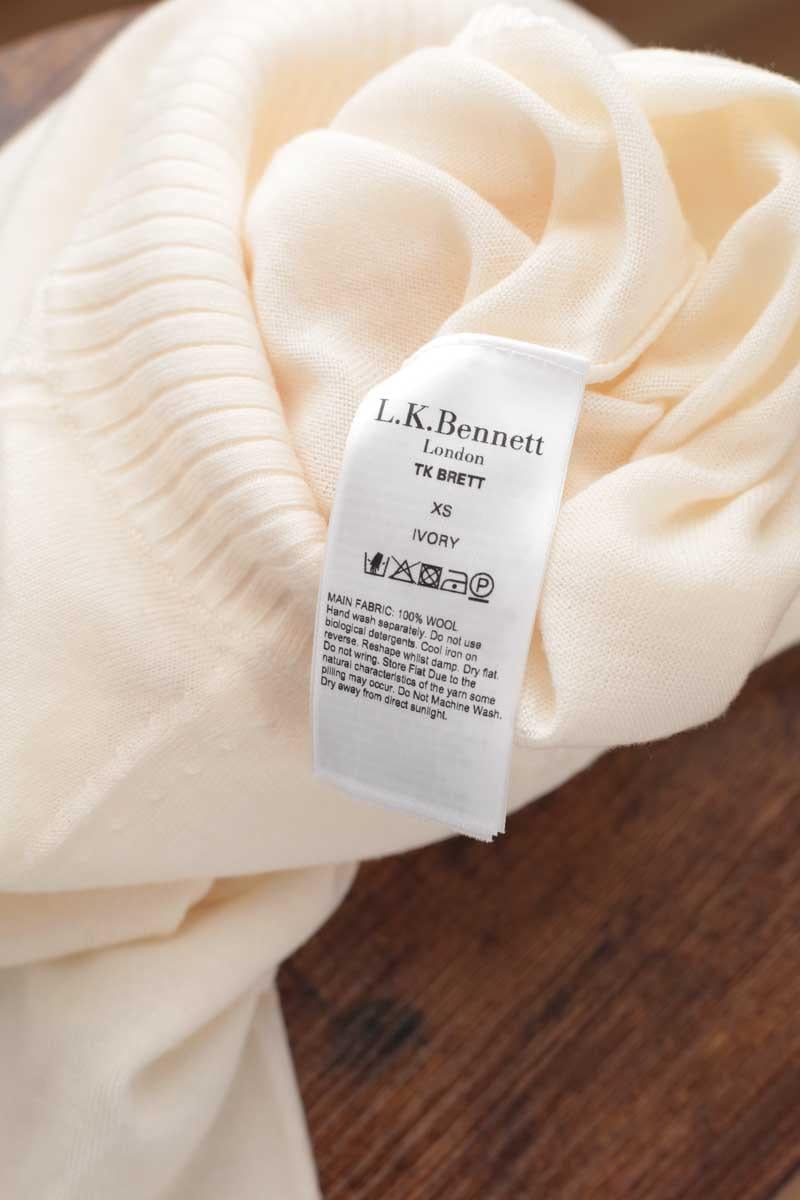 L.K.Bennett
London
TK BRETT
XS
IVORY
P
MAIN FABRIC: 100% WOOL
Hand wash separately. Do not use
biological detergents. Cool iron on
reverse. Reshape whilst damp. Dry flat.
Do not wring. Store Flat Due to the
natural characteristics of the yarn some
pilling may occur. Do Not Machine Wash.
Dry away from direct sunlight.